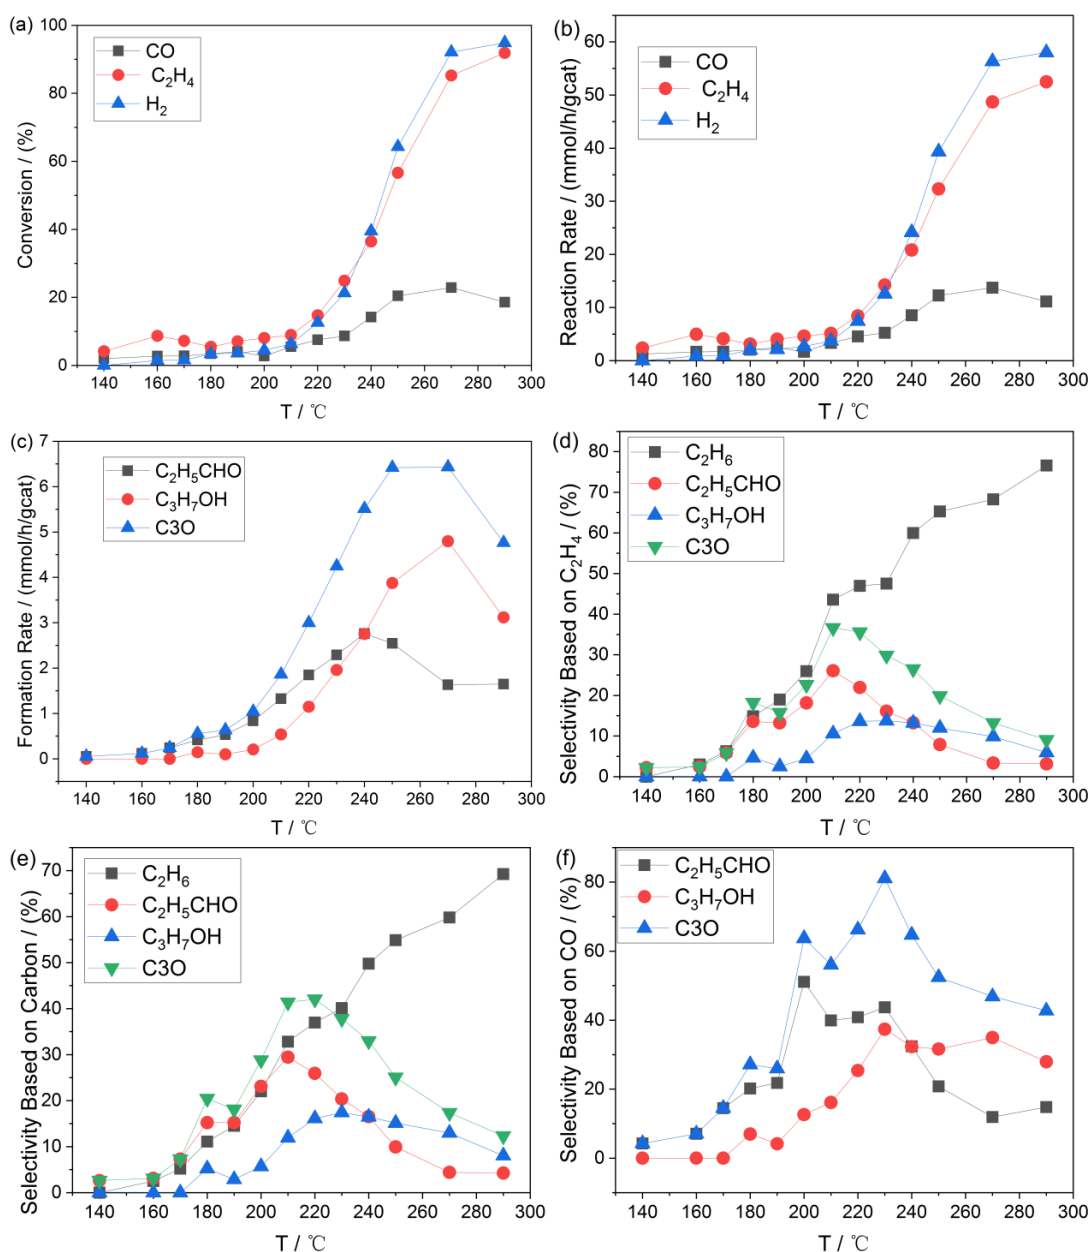 (a)
CO
C₂H₄
H₂
Conversion / (%)
0
20
40
60
80
100
140 160 180 200 220 240 260 280 300
T / ℃
(b)
CO
C₂H₄
H₂
Reaction Rate / (mmol/h/gcat)
0
10
20
30
40
50
60
140 160 180 200 220 240 260 280 300
T / ℃
(c)
C₂H₅CHO
C₃H₇OH
C3O
Formation Rate / (mmol/h/gcat)
0
1
2
3
4
5
6
7
140 160 180 200 220 240 260 280 300
T / ℃
(d)
C₂H₆
C₂H₅CHO
C₃H₇OH
C3O
Selectivity Based on C₂H₄ / (%)
0
10
20
30
40
50
60
70
80
140 160 180 200 220 240 260 280 300
T / ℃
(e)
C₂H₆
C₂H₅CHO
C₃H₇OH
C3O
Selectivity Based on Carbon / (%)
0
10
20
30
40
50
60
70
140 160 180 200 220 240 260 280 300
T / ℃
(f)
C₂H₅CHO
C₃H₇OH
C3O
Selectivity Based on CO / (%)
0
20
40
60
80
140 160 180 200 220 240 260 280 300
T / ℃